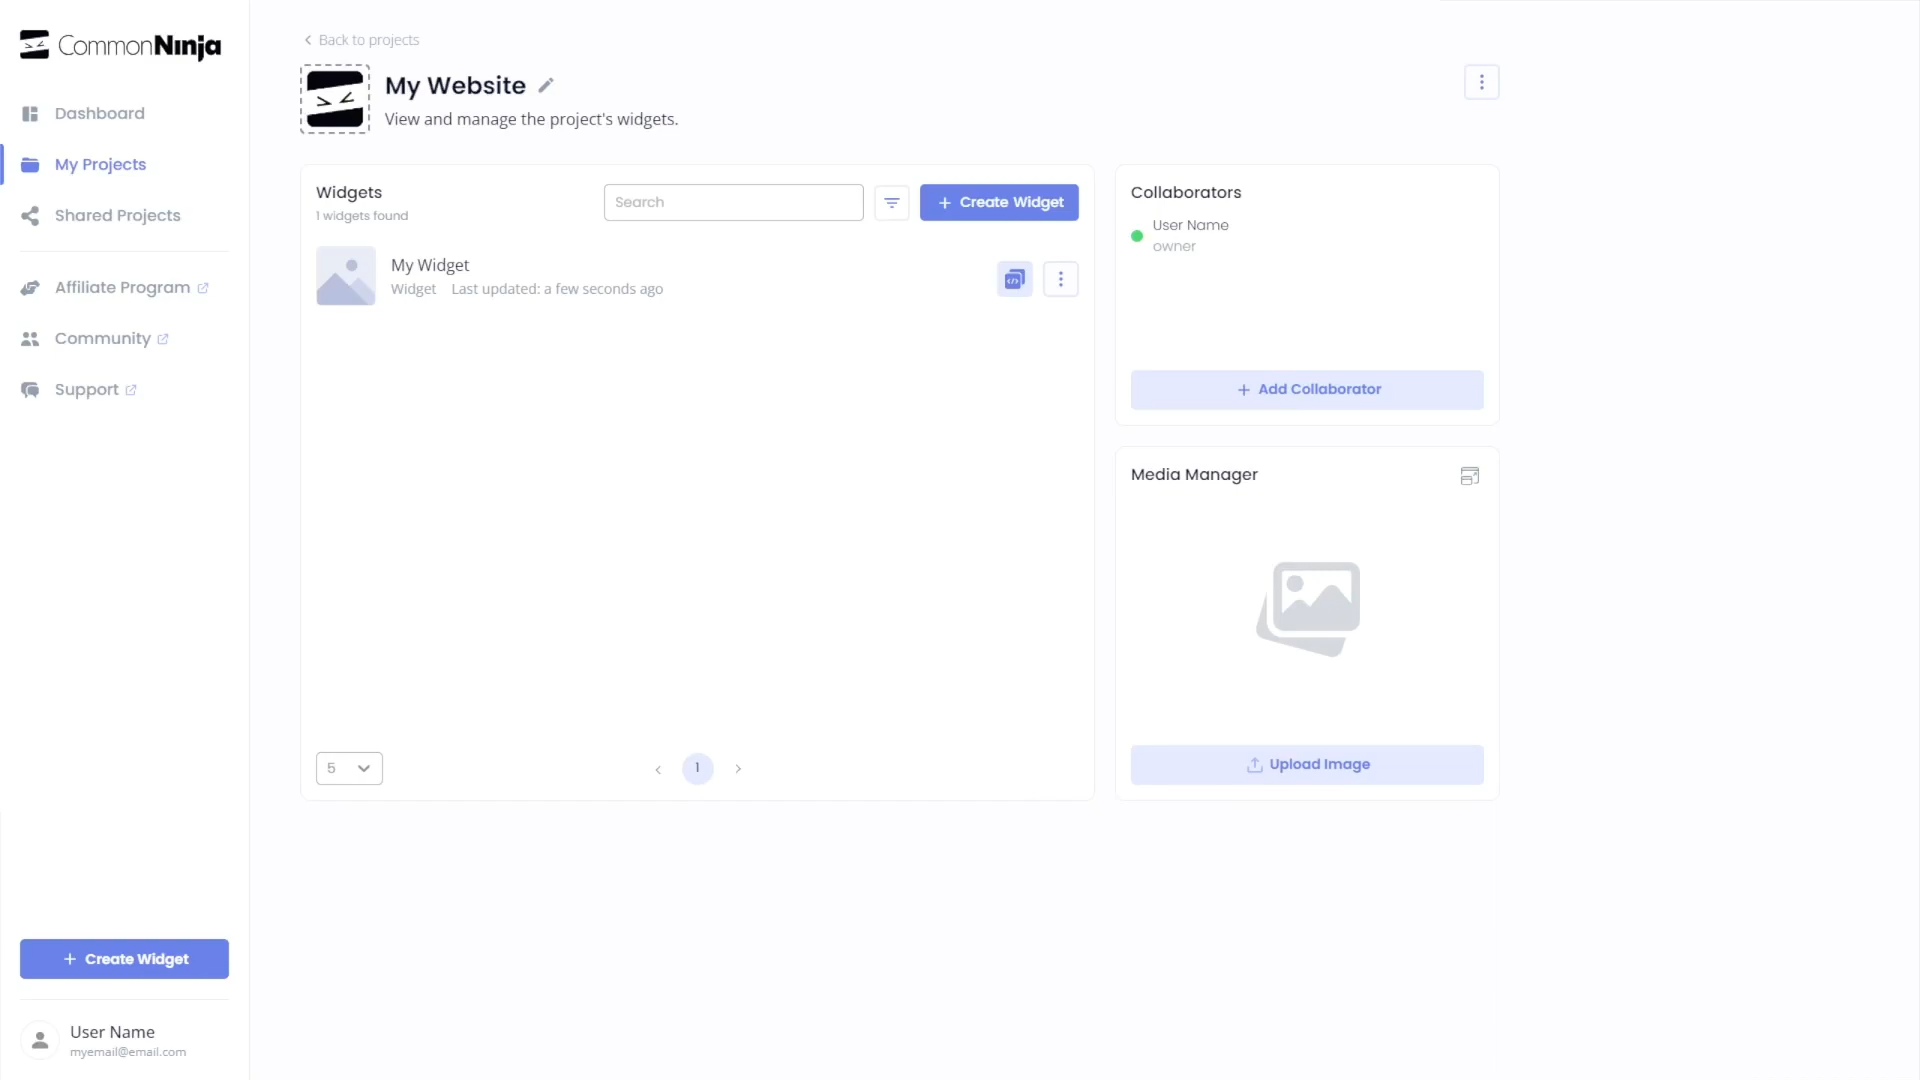 CommonNinja
Dashboard
My Projects
Shared Projects
Affiliate Program
Community
Support
Create Widget
User Name
myemail@email.com
Back to projects
My Website
View and manage the project's widgets.
Widgets
1 widgets found
Search
Create Widget
My Widget
Widget Last updated: a few seconds ago
5
1
Collaborators
User Name
owner
Add Collaborator
Media Manager
Upload Image